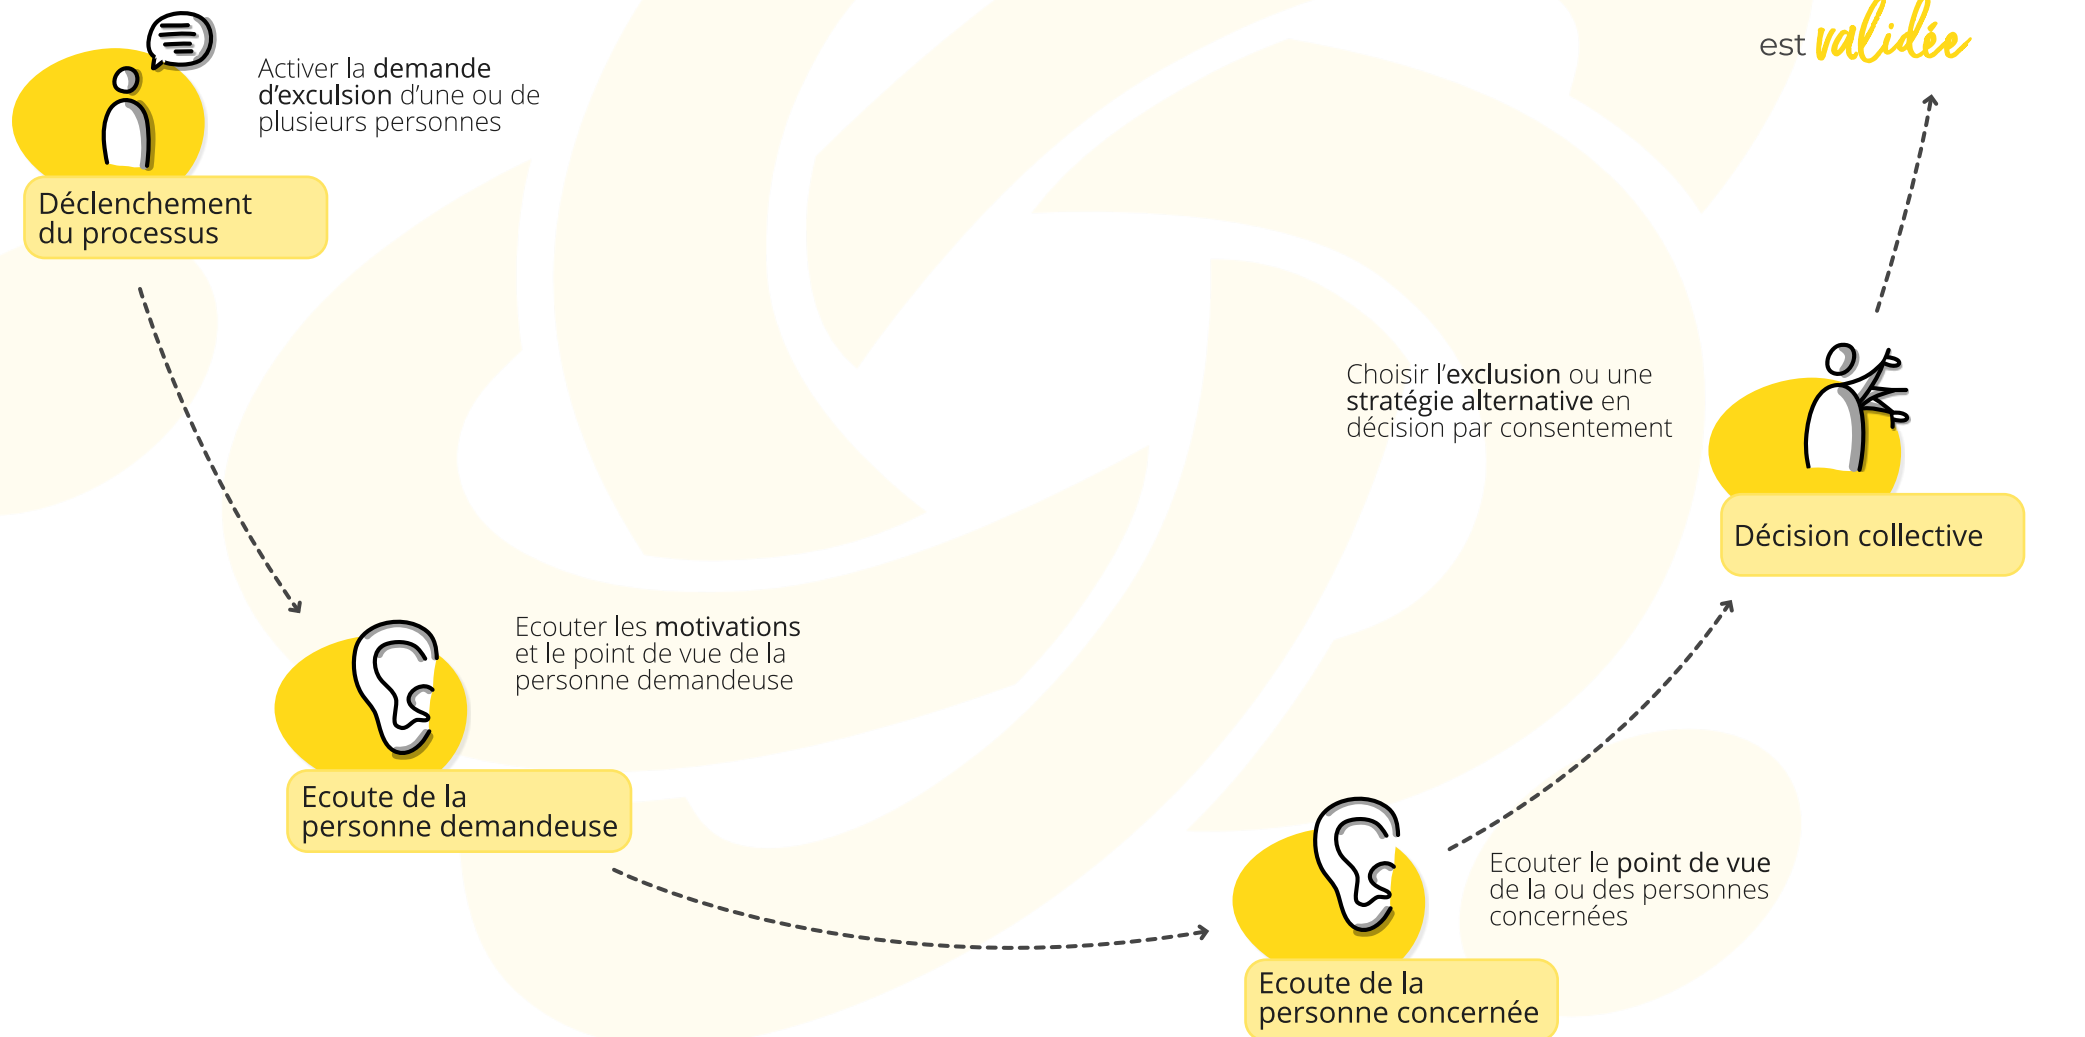 Activer la demande
d'exculsion d'une ou de
plusieurs personnes
Déclenchement
du processus
Ecouter les motivations
et le point de vue de la
personne demandeuse
Ecoute de la
personne demandeuse
Ecouter le point de vue
de la ou des personnes
concernées
Ecoute de la
personne concernée
Choisir l'exclusion ou une
stratégie alternative en
décision par consentement
Décision collective
est validée